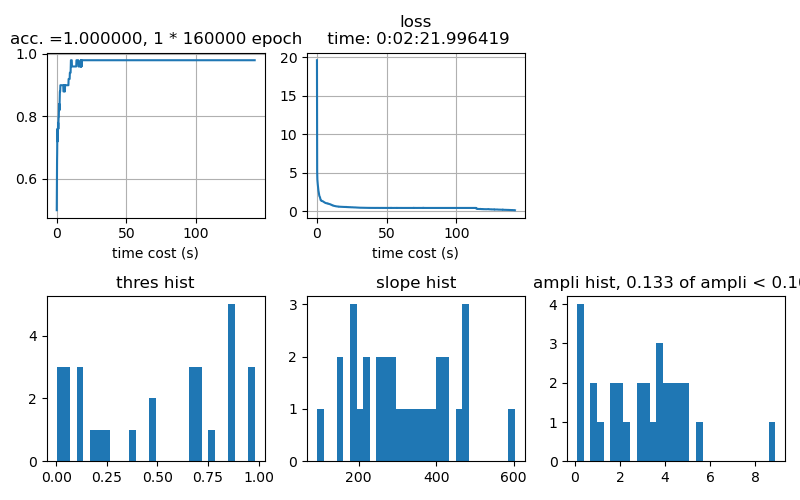 acc. =1.000000, 1 * 160000 epoch
loss
time: 0:02:21.996419
1.0
0.8
0.6
0 50 100
time cost (s)
20
15
10
5
0
0 50 100
time cost (s)
thres hist
slope hist
ampli hist, 0.133 of ampli < 0.10
4
2
0
0.00 0.25 0.50 0.75 1.00
3
2
1
0
200 400 600
4
3
2
1
0
0 2 4 6 8